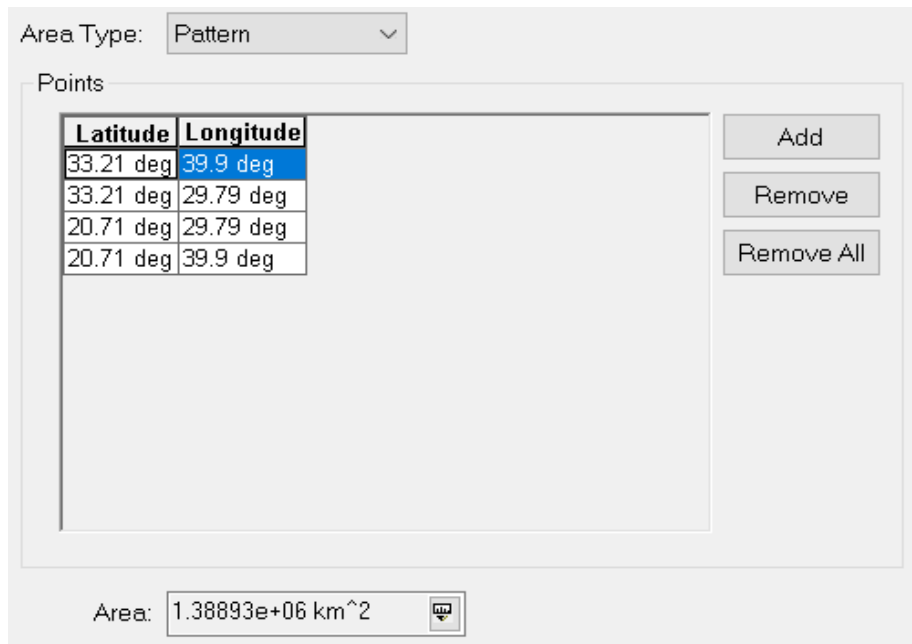 Area Type: Pattern
Points
Latitude Longitude
33.21 deg 39.9 deg
33.21 deg 29.79 deg
20.71 deg 29.79 deg
20.71 deg 39.9 deg
Add
Remove
Remove All
Area: 1.38893e+06 km^2